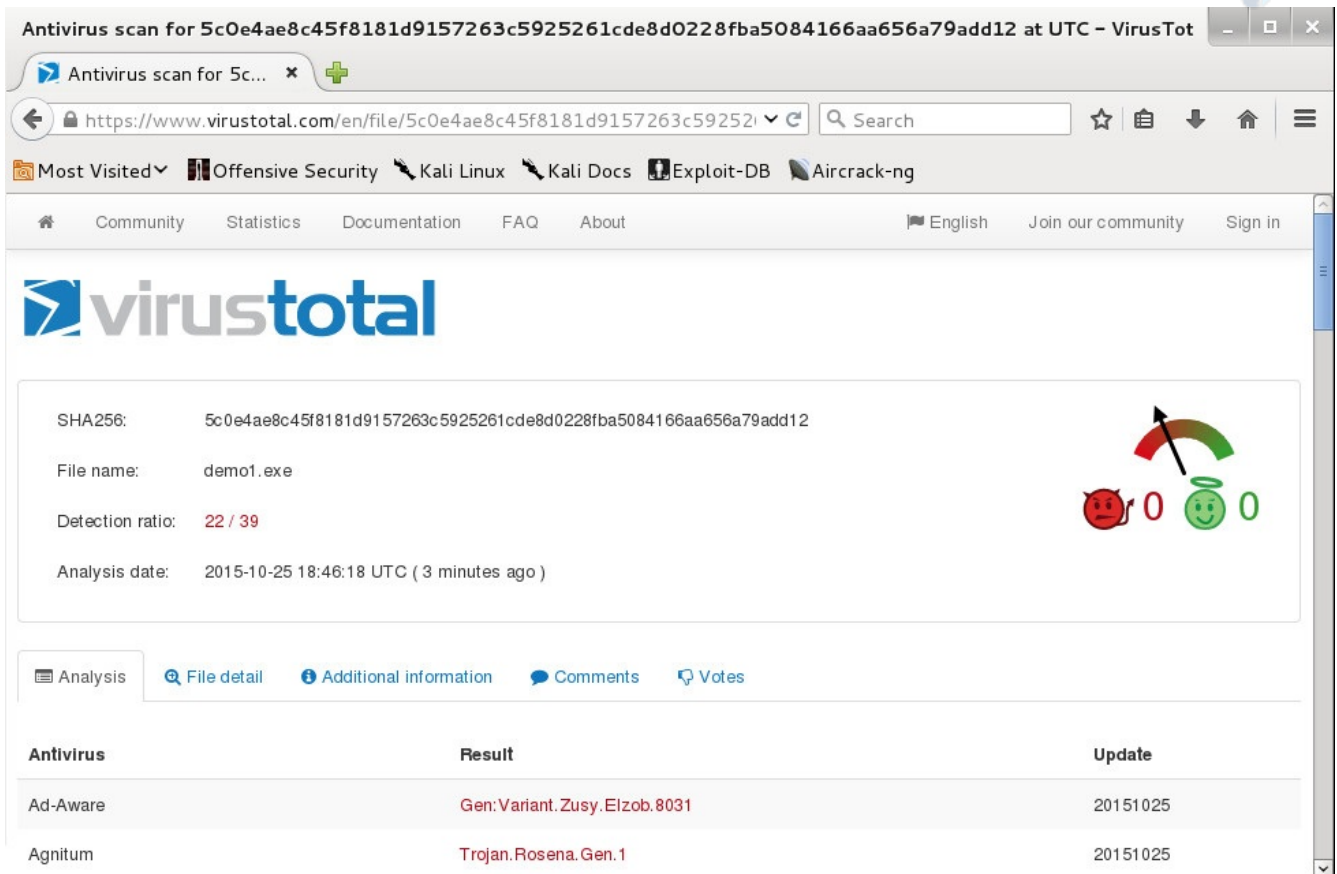 Antivirus scan for 5c0e4ae8c45f8181d9157263c5925261cde8d0228fba5084166aa656a79add12 at UTC - VirusTot
Antivirus scan for 5c...
https://www.virustotal.com/en/file/5c0e4ae8c45f8181d9157263c59252 Search
Most Visited Offensive Security Kali Linux Kali Docs Exploit-DB Aircrack-ng
Community Statistics Documentation FAQ About English Join our community Sign in
virustotal
SHA256: 5c0e4ae8c45f8181d9157263c5925261cde8d0228fba5084166aa656a79add12
File name: demo1.exe
Detection ratio: 22 / 39
0 0
Analysis date: 2015-10-25 18:46:18 UTC ( 3 minutes ago )
Analysis File detail Additional information Comments Votes
Antivirus Result Update
Ad-Aware Gen:Variant.Zusy.Elzob.8031 20151025
Agnitum Trojan.Rosena.Gen.1 20151025